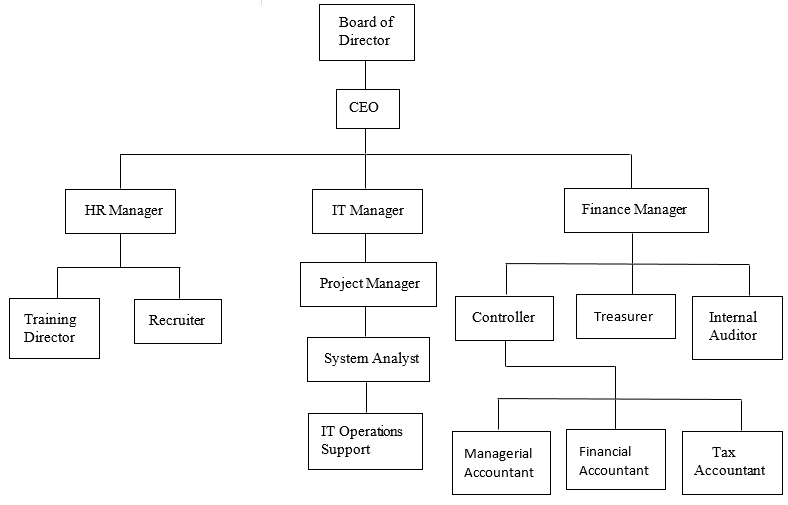 Board of
Director
CEO
HR Manager
IT Manager
Finance Manager
Training
Director
Recruiter
Project Manager
System Analyst
IT Operations
Support
Controller
Treasurer
Internal
Auditor
Managerial
Accountant
Financial
Accountant
Tax
Accountant